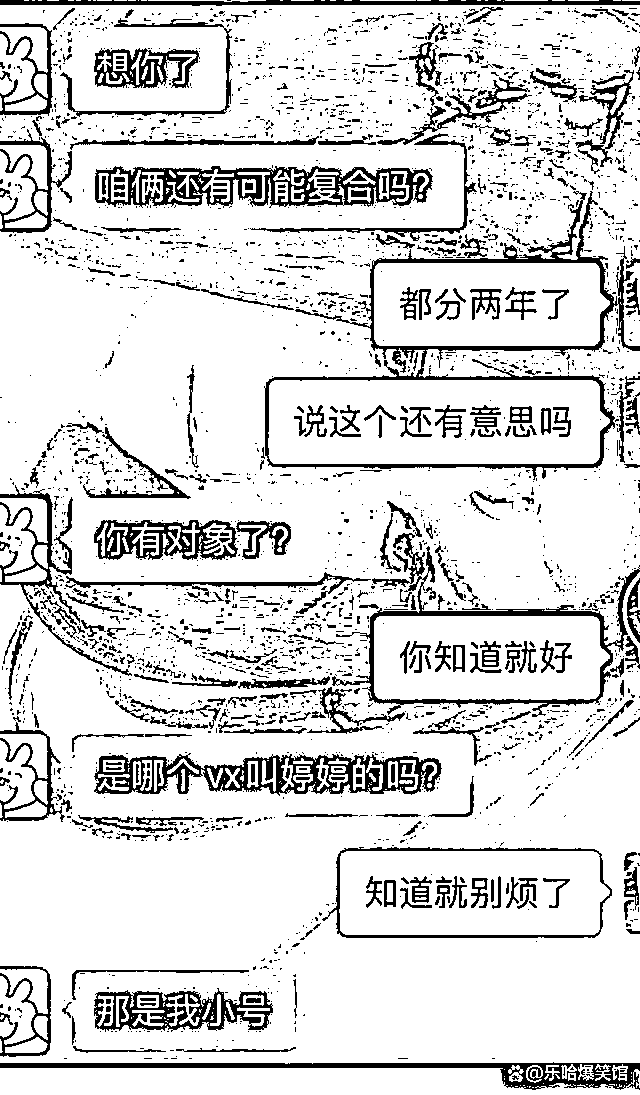 想你了
咱俩还有可能复合吗?
都分两年了
说这个还有意思吗
你有对象了?
你知道就好
是哪个vx叫婷婷的吗?
知道就别烦了
那是我小号
@乐哈爆笑馆